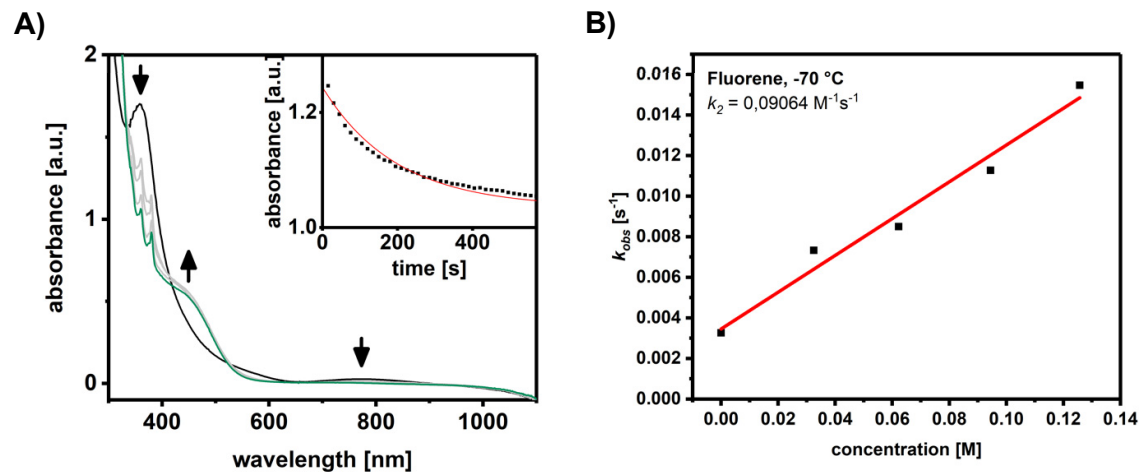 A)
absorbance [a.u.]
2
1
0
400
600
800
1000
wavelength [nm]
absorbance [a.u.]
1.2
1.0
0
200
400
time [s]
B)
Fluorene, -70 °C
k2 = 0,09064 M-1s-1
kobs [s-1]
0.016
0.014
0.012
0.010
0.008
0.006
0.004
0.002
0.000
0.00
0.02
0.04
0.06
0.08
0.10
0.12
0.14
concentration [M]